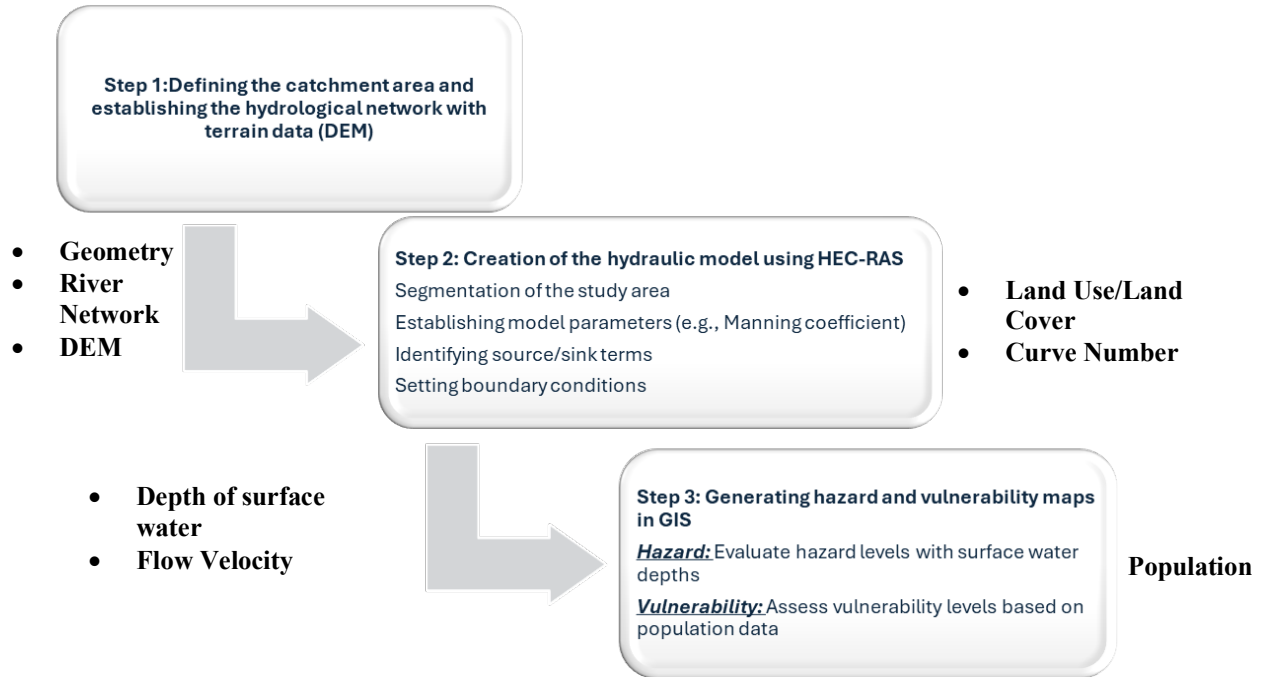 Step 1:Defining the catchment area and
establishing the hydrological network with
terrain data (DEM)
• Geometry
• River
Network
• DEM
Step 2: Creation of the hydraulic model using HEC-RAS
Segmentation of the study area
Establishing model parameters (e.g., Manning coefficient)
Identifying source/sink terms
Setting boundary conditions
• Land Use/Land
Cover
• Curve Number
• Depth of surface
water
• Flow Velocity
Step 3: Generating hazard and vulnerability maps
in GIS
Hazard: Evaluate hazard levels with surface water
depths
Vulnerability: Assess vulnerability levels based on
population data
Population